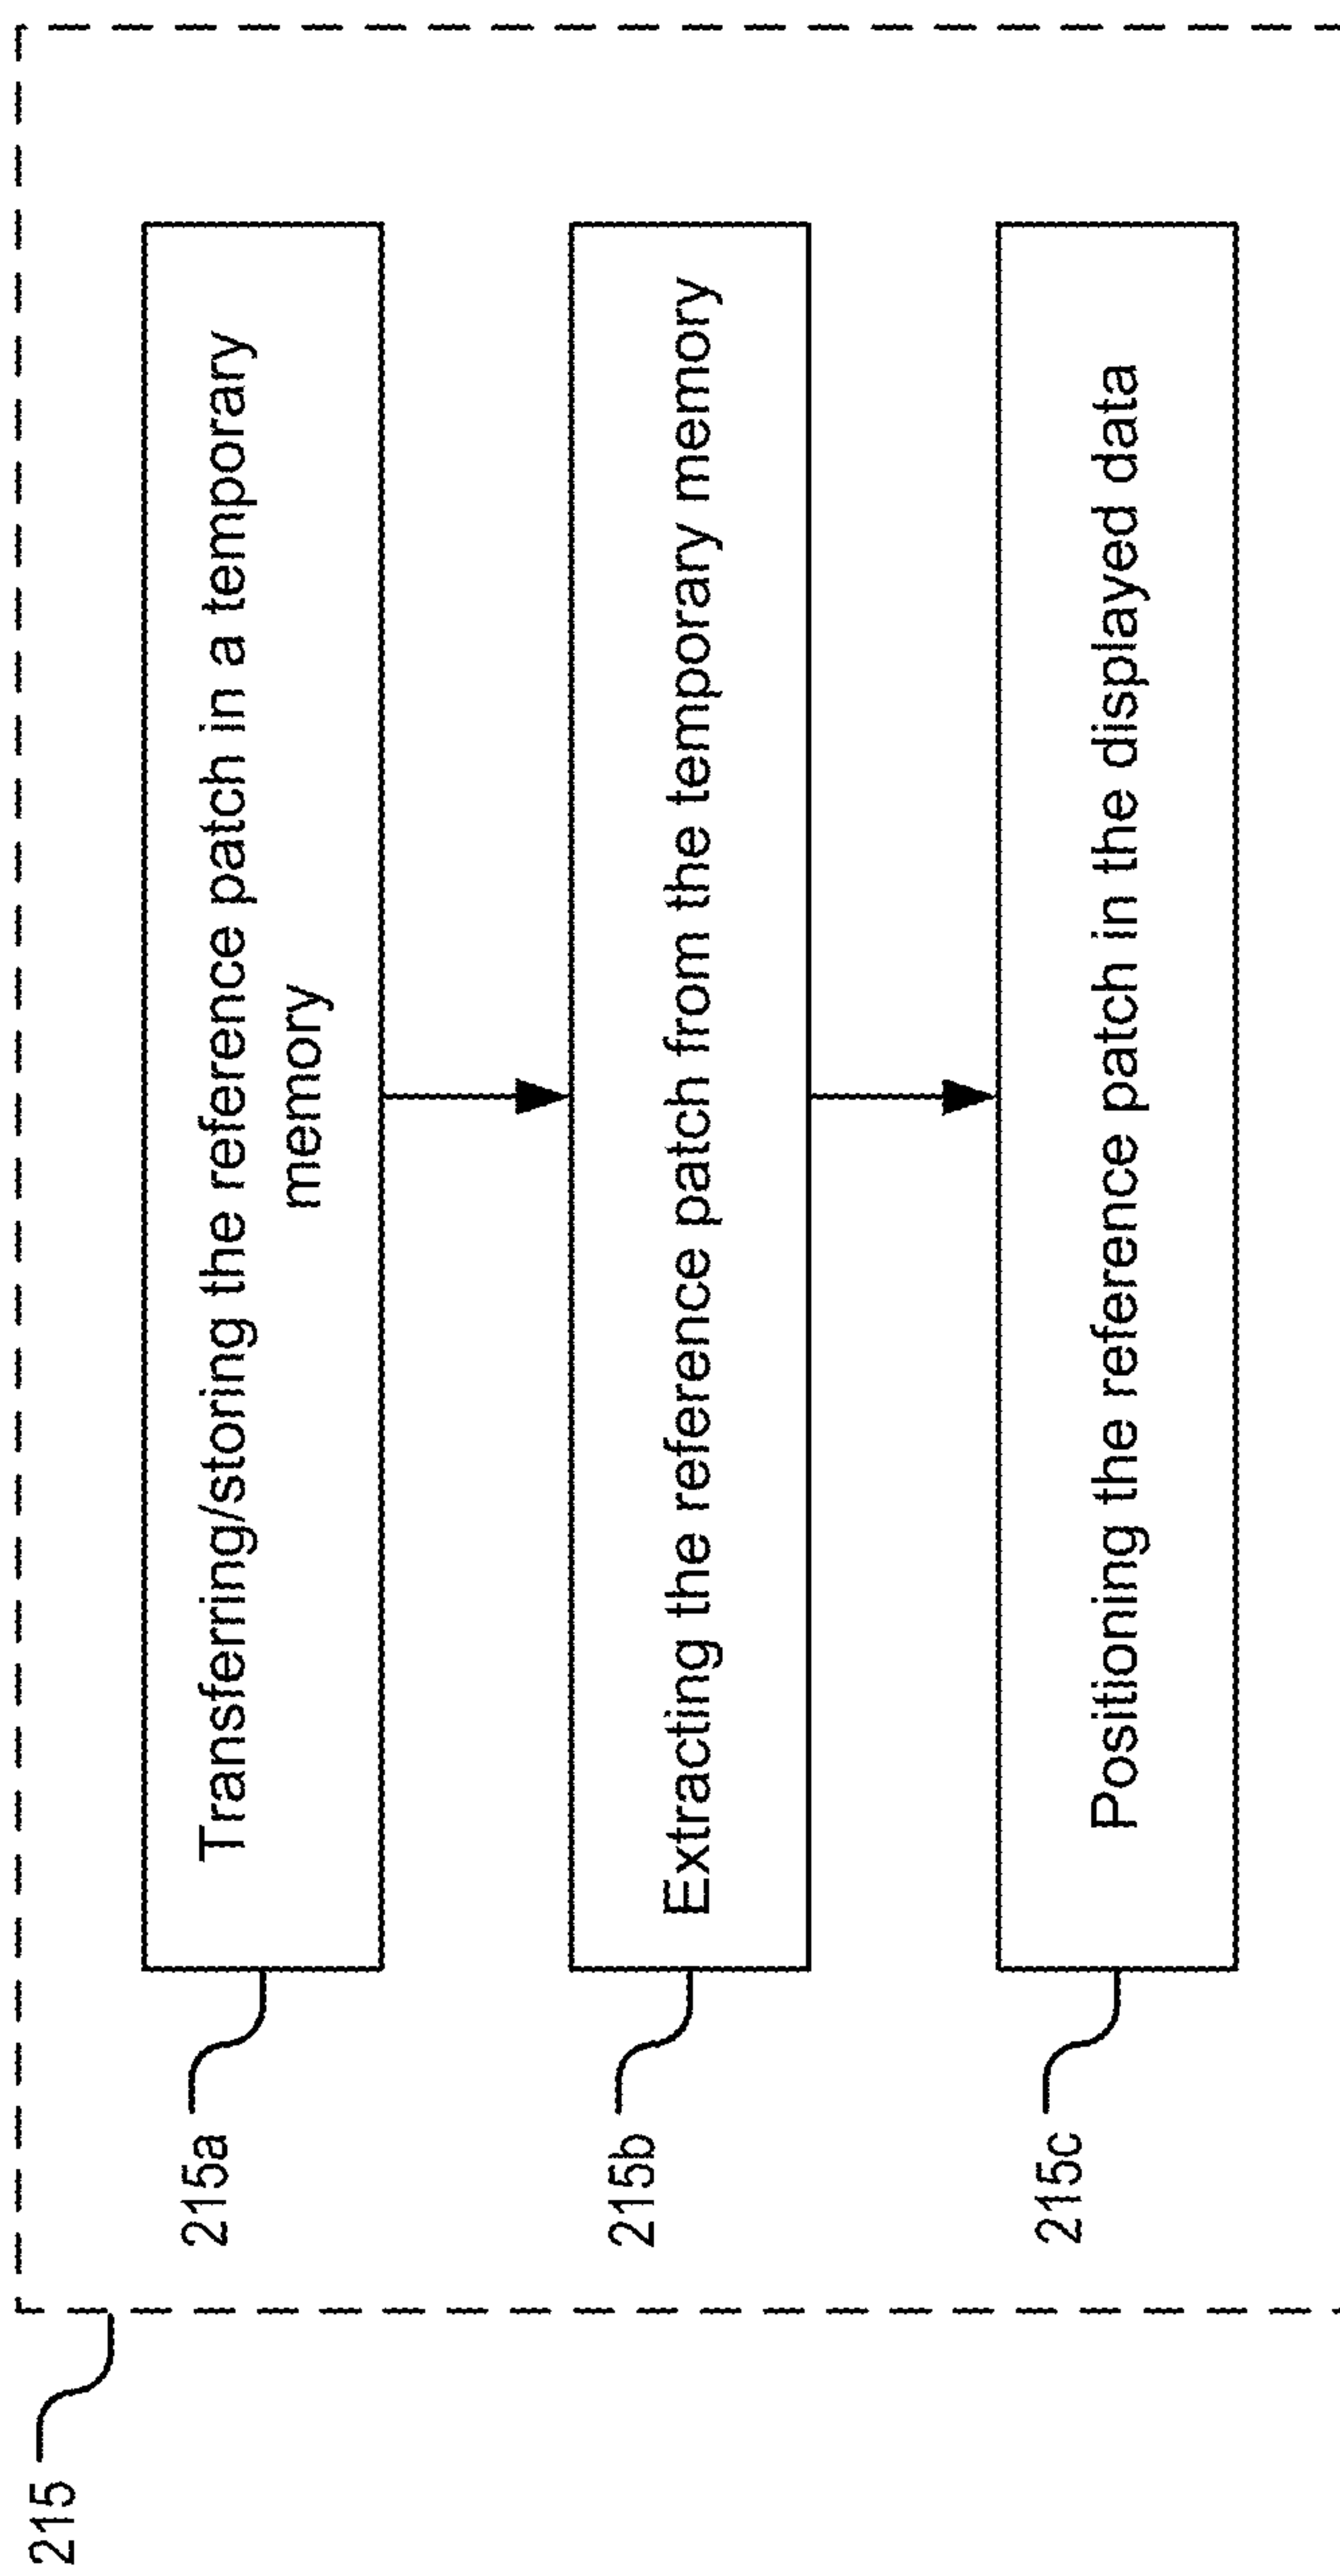 215
215a
Transferring/storing the reference patch in a temporary
memory
215b
Extracting the reference patch from the temporary memory
215c
Positioning the reference patch in the displayed data